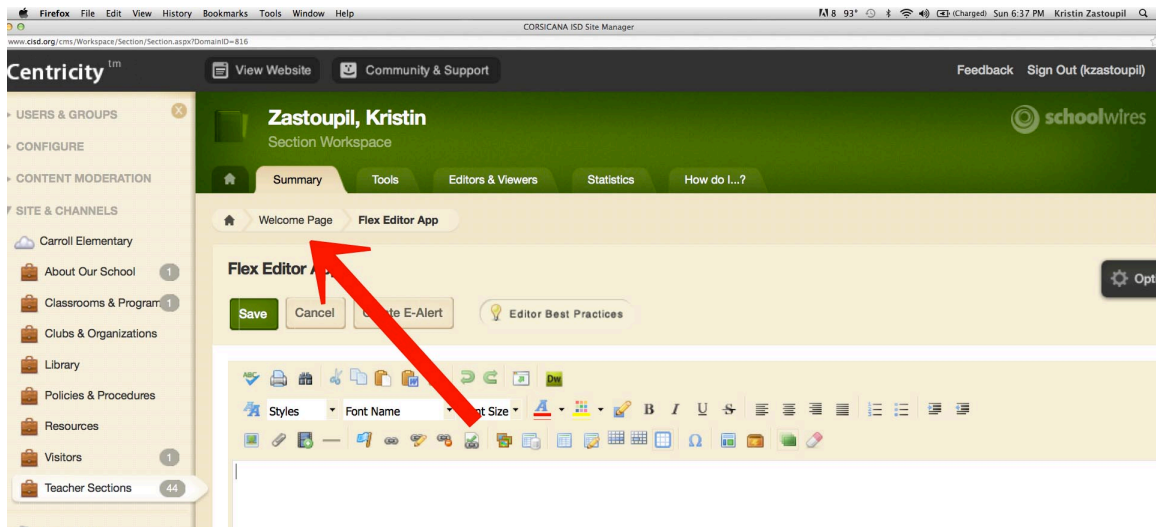 Firefox File Edit View History Bookmarks Tools Window Help 8 93° (Charged) Sun 6:37 PM Kristin Zastoupil
CORSICANA ISD Site Manager
www.cisd.org/cms/Workspace/Section/Section.aspx?DomainID=816
Centricity tm View Website Community & Support Feedback Sign Out (kzastoupil)
USERS & GROUPS
CONFIGURE
CONTENT MODERATION
SITE & CHANNELS
Carroll Elementary
About Our School 1
Classrooms & Program 1
Clubs & Organizations
Library
Policies & Procedures
Resources
Visitors 1
Teacher Sections 44
Zastoupil, Kristin
Section Workspace
schoolwires
Summary Tools Editors & Viewers Statistics How do I...?
Welcome Page Flex Editor App
Flex Editor
Opt
Save Cancel E-Alert Editor Best Practices
ABC Dw
Styles Font Name Size A B I U S
Ω